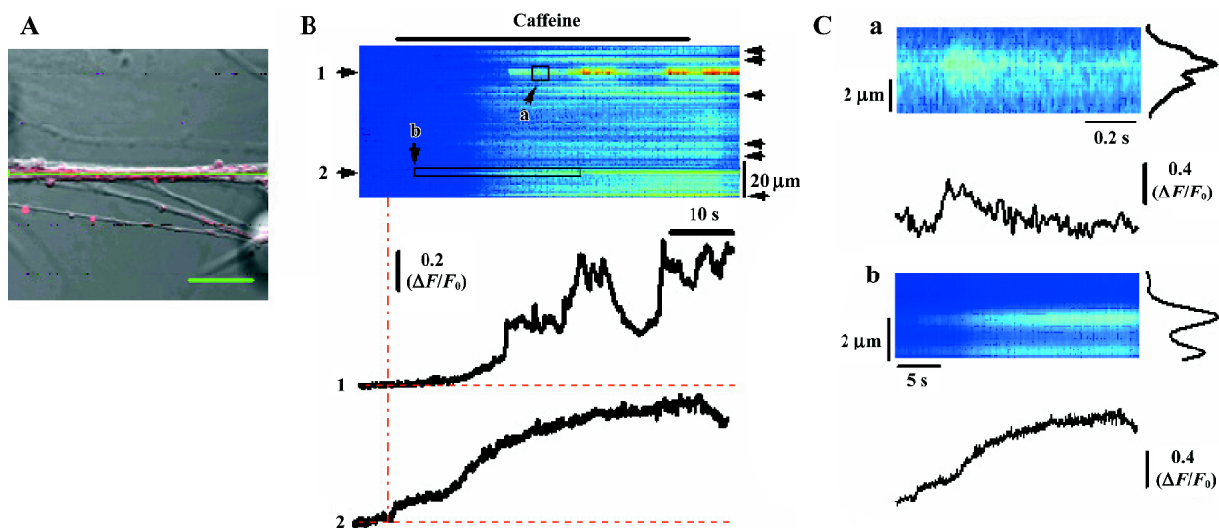 A
B
Caffeine
1
a
b
2
20 μm
10 s
0.2
(ΔF/F₀)
1
2
C
a
2 μm
0.2 s
0.4
(ΔF/F₀)
b
2 μm
5 s
0.4
(ΔF/F₀)